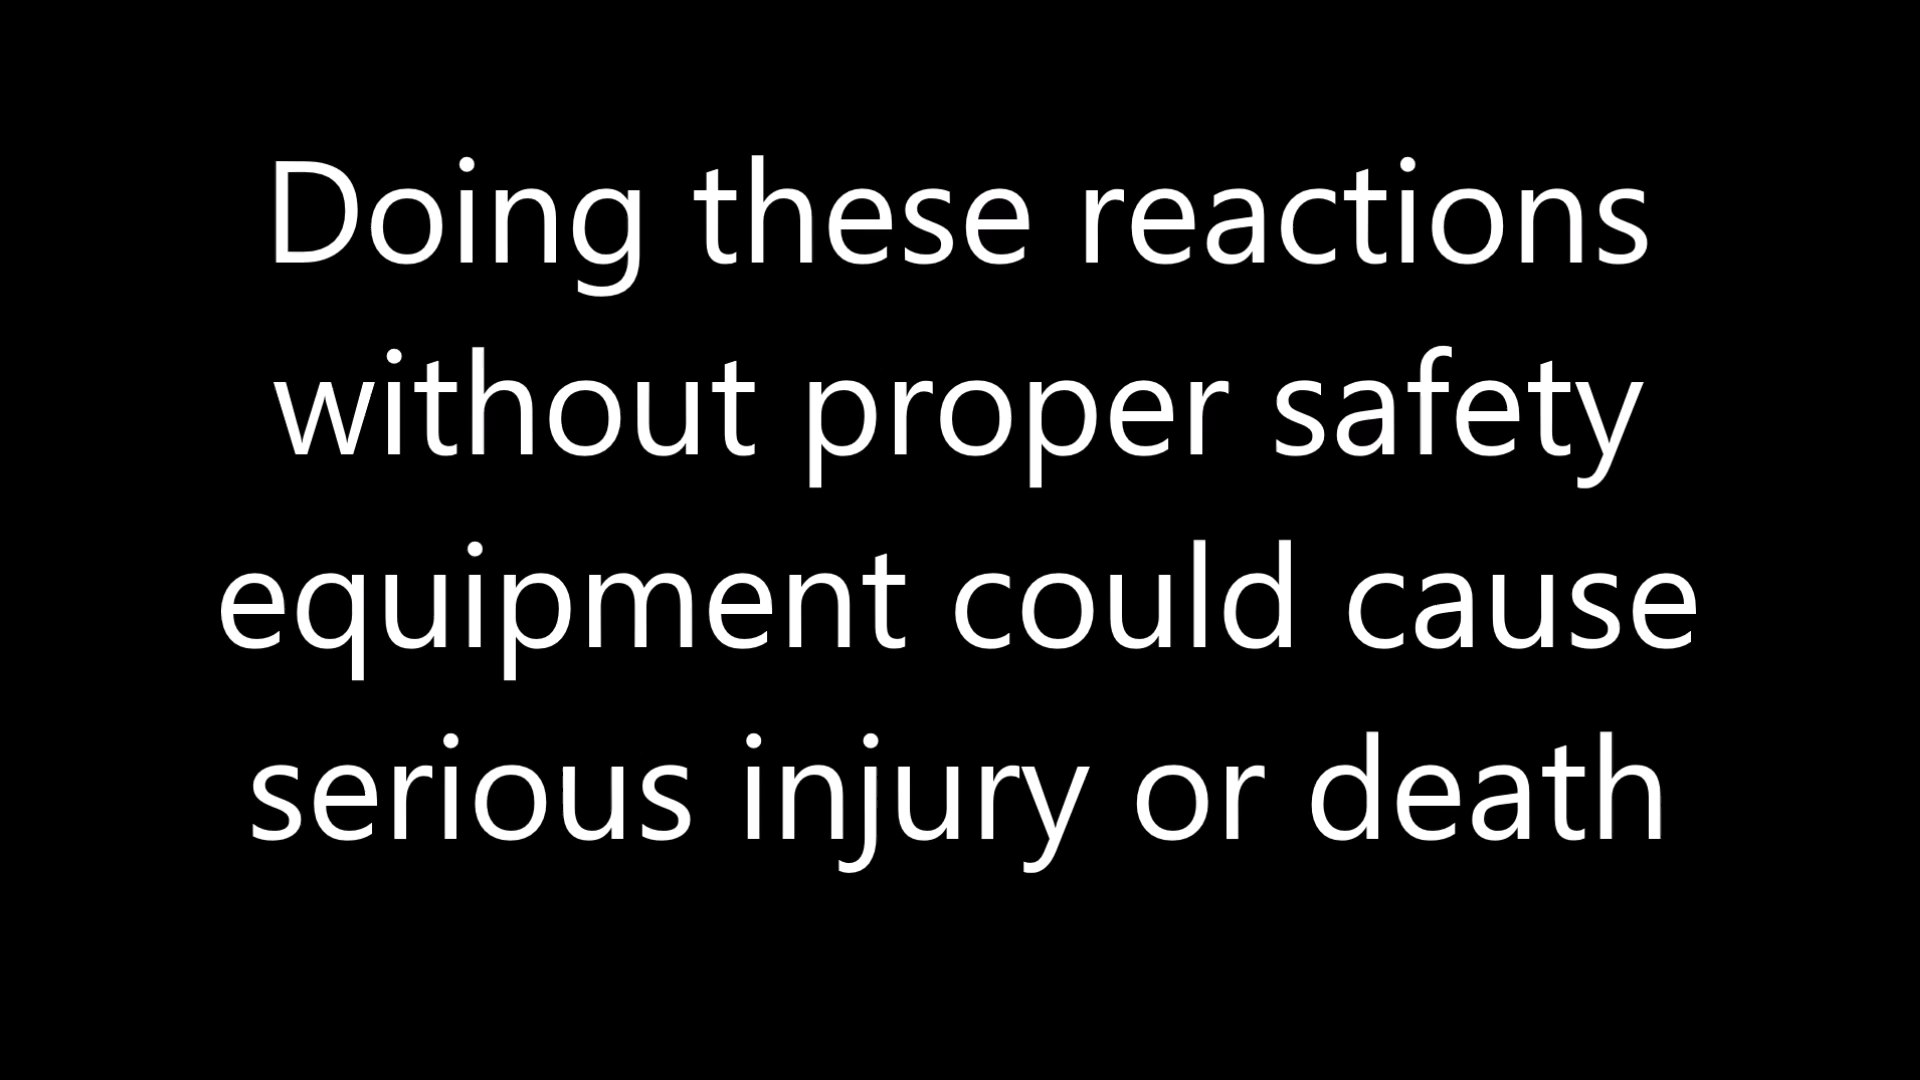 Doing these reactions
without proper safety
equipment could cause
serious injury or death